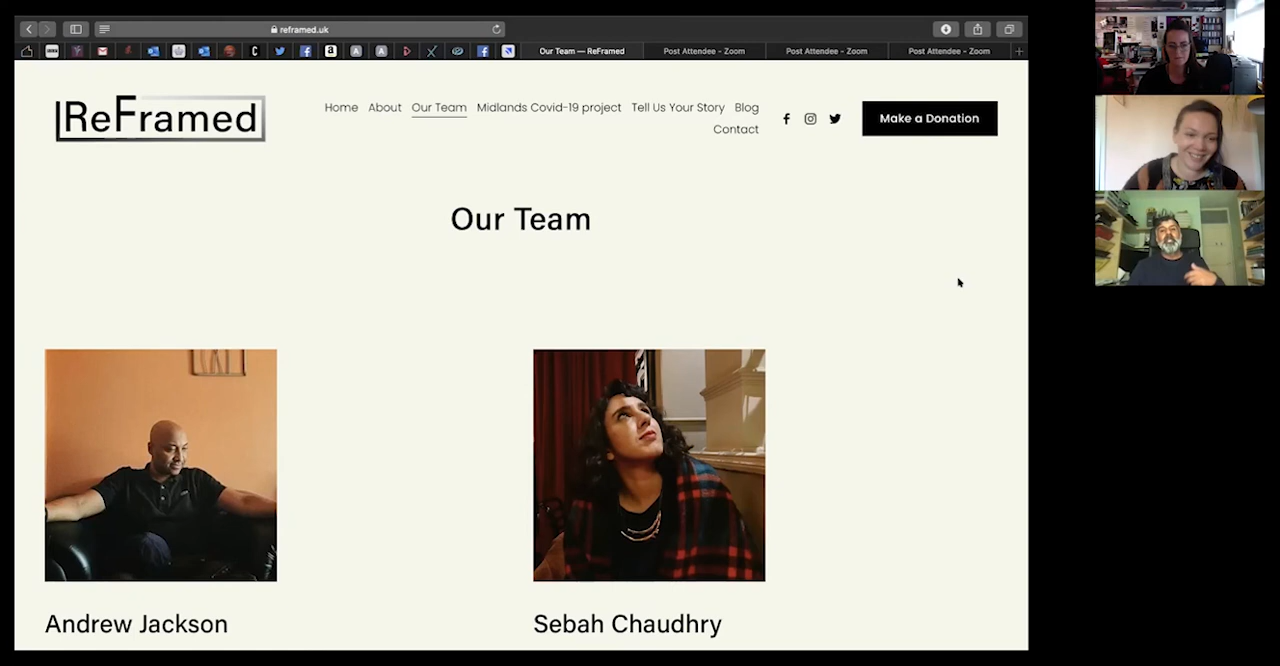 reframed.uk
Our Team — ReFramed
Post Attendee - Zoom
Post Attendee - Zoom
Post Attendee - Zoom
ReFramed
Home About Our Team Midlands Covid-19 project Tell Us Your Story Blog
Contact
Make a Donation
Our Team
Andrew Jackson
Sebah Chaudhry